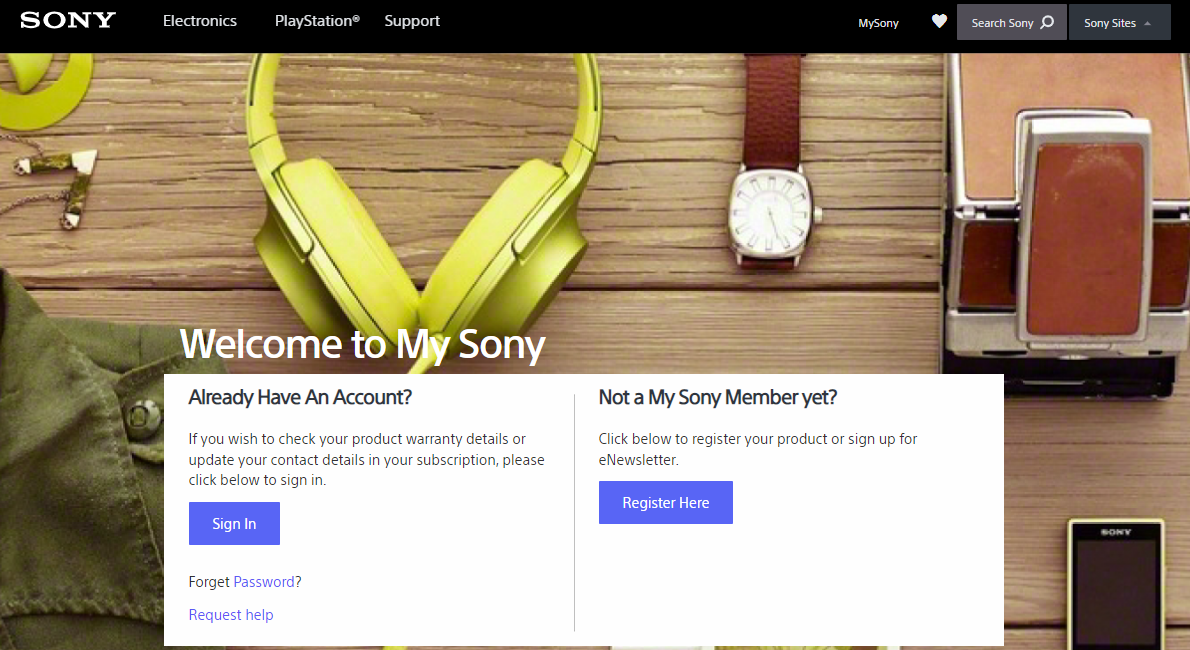 SONY
Electronics PlayStation® Support
MySony
Search Sony
Sony Sites
Welcome to My Sony
Already Have An Account?
If you wish to check your product warranty details or
update your contact details in your subscription, please
click below to sign in.
Sign In
Forget Password?
Request help
Not a My Sony Member yet?
Click below to register your product or sign up for
eNewsletter.
Register Here
SONY